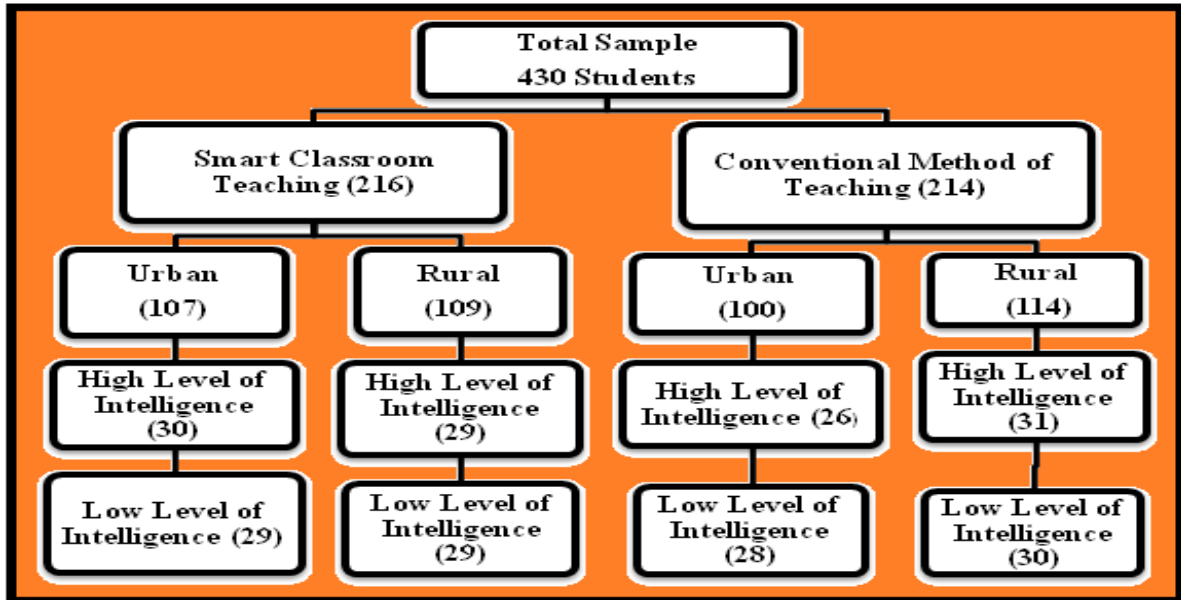 Total Sample
430 Students
Smart Classroom
Teaching (216)
Conventional Method of
Teaching (214)
Urban
(107)
Rural
(109)
Urban
(100)
Rural
(114)
High Level of
Intelligence
(30)
High Level of
Intelligence
(29)
High Level of
Intelligence (26)
High Level of
Intelligence
(31)
Low Level of
Intelligence (29)
Low Level of
Intelligence
(29)
Low Level of
Intelligence
(28)
Low Level of
Intelligence
(30)